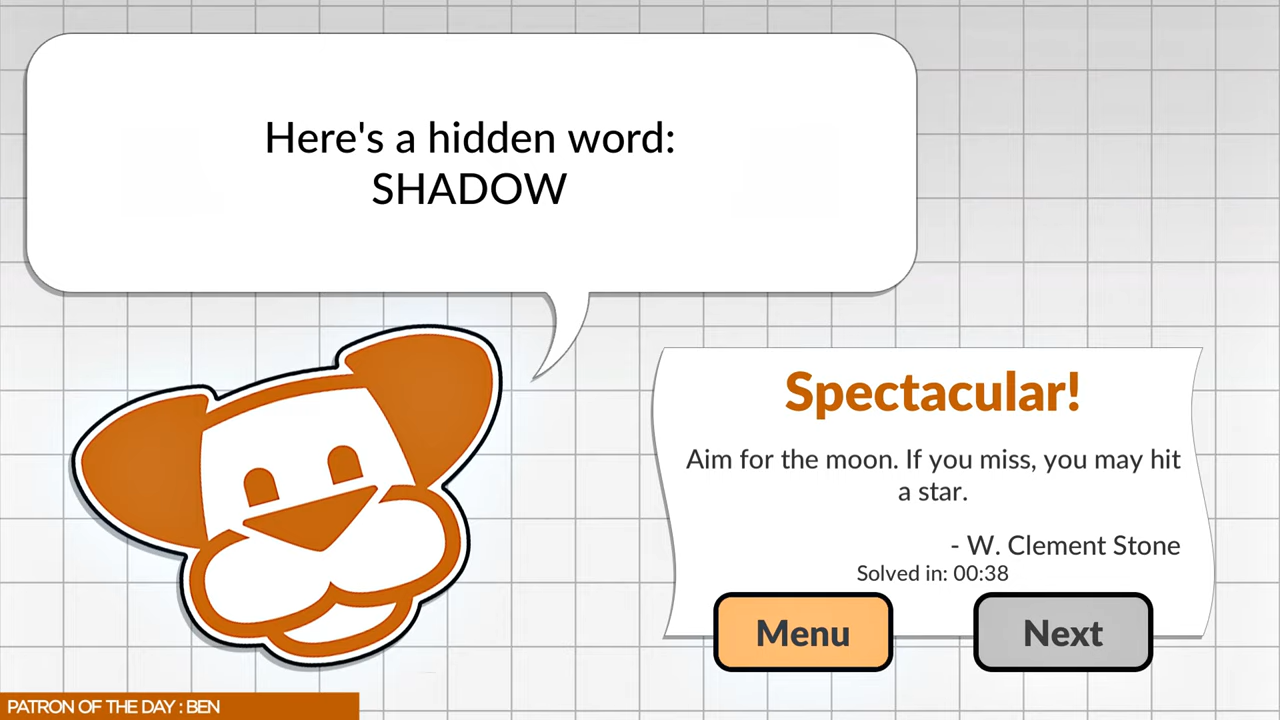 Here's a hidden word:
SHADOW
Spectacular!
Aim for the moon. If you miss, you may hit
a star.
- W. Clement Stone
Solved in: 00:38
Menu
Next
PATRON OF THE DAY : BEN